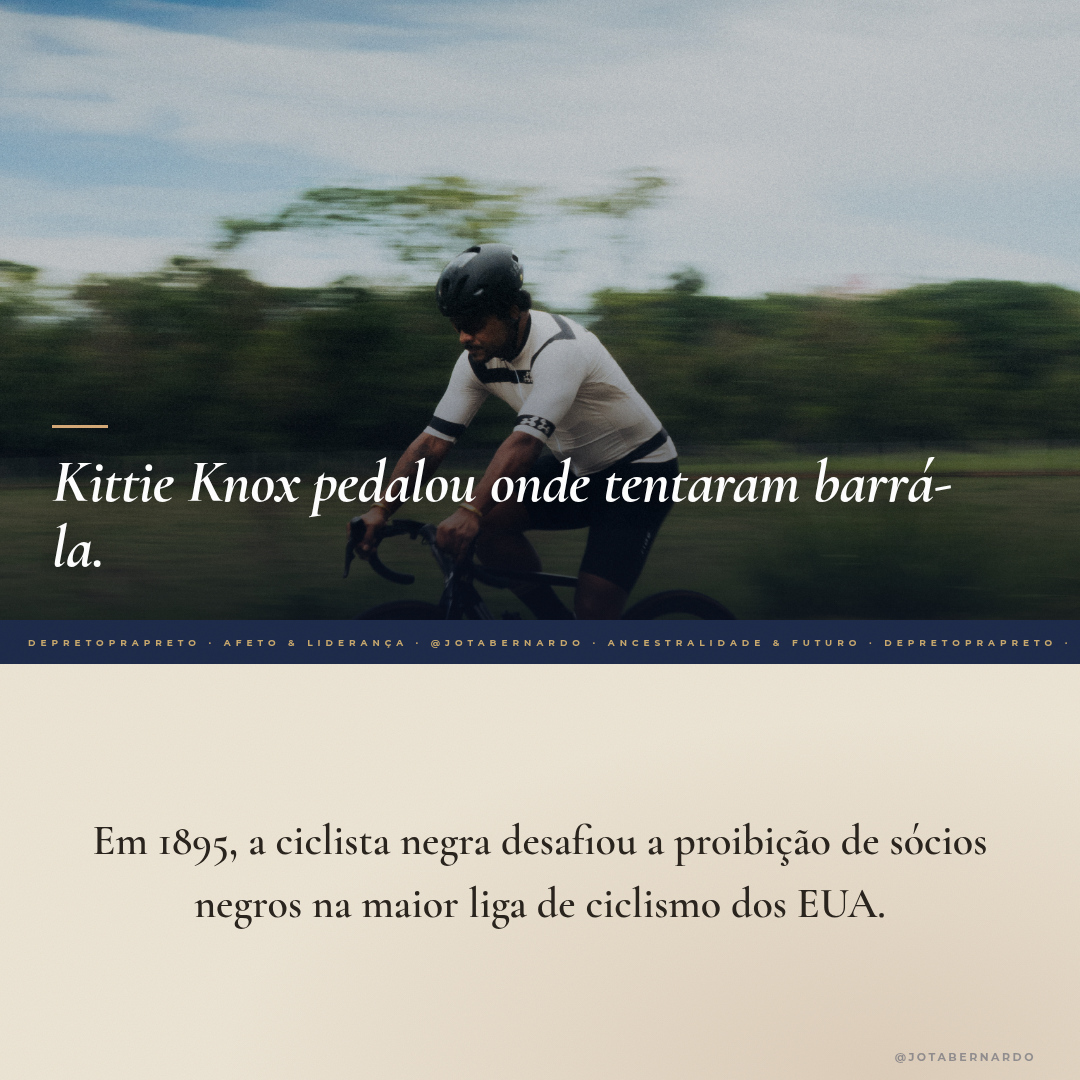 Kittie Knox pedalou onde tentaram barrá-
la.
DEPRETOPRAPRETO · AFETO & LIDERANÇA · @JOTABERNARDO · ANCESTRALIDADE & FUTURO · DEPRETOPRAPRETO ·
Em 1895, a ciclista negra desafiou a proibição de sócios
negros na maior liga de ciclismo dos EUA.
@JOTABERNARDO